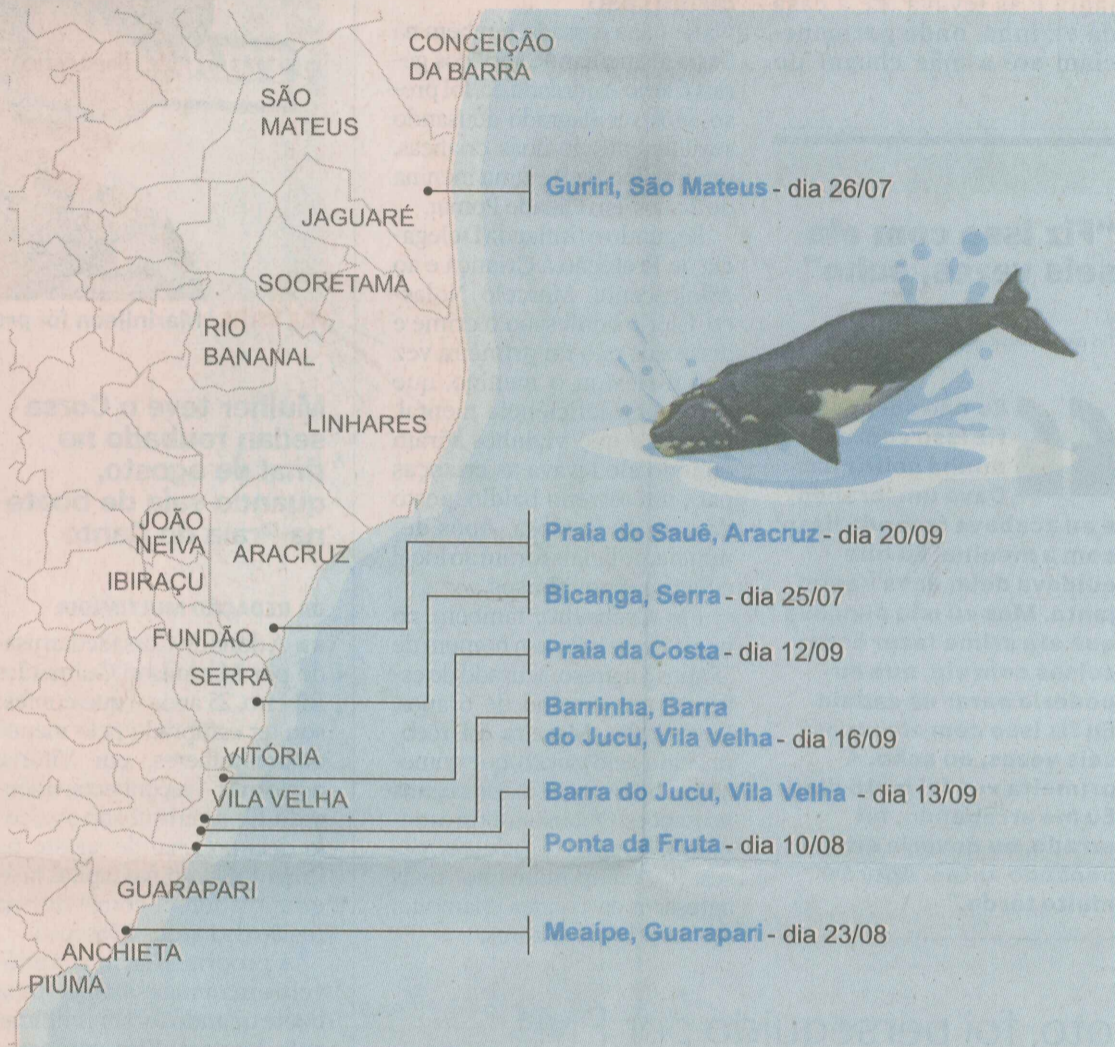 CONCEIÇÃO
DA BARRA
SÃO
MATEUS
Guriri, São Mateus - dia 26/07
JAGUARÉ
SOORETAMA
RIO
BANANAL
LINHARES
JOÃO
NEIVA
ARACRUZ
Praia do Sauê, Aracruz - dia 20/09
IBIRAÇU
Bicanga, Serra - dia 25/07
FUNDÃO
Praia da Costa - dia 12/09
SERRA
Barrinha, Barra
do Jucu, Vila Velha - dia 16/09
VITÓRIA
VILA VELHA
Barra do Jucu, Vila Velha - dia 13/09
Ponta da Fruta - dia 10/08
GUARAPARI
Meaípe, Guarapari - dia 23/08
ANCHIETA
PIÚMA